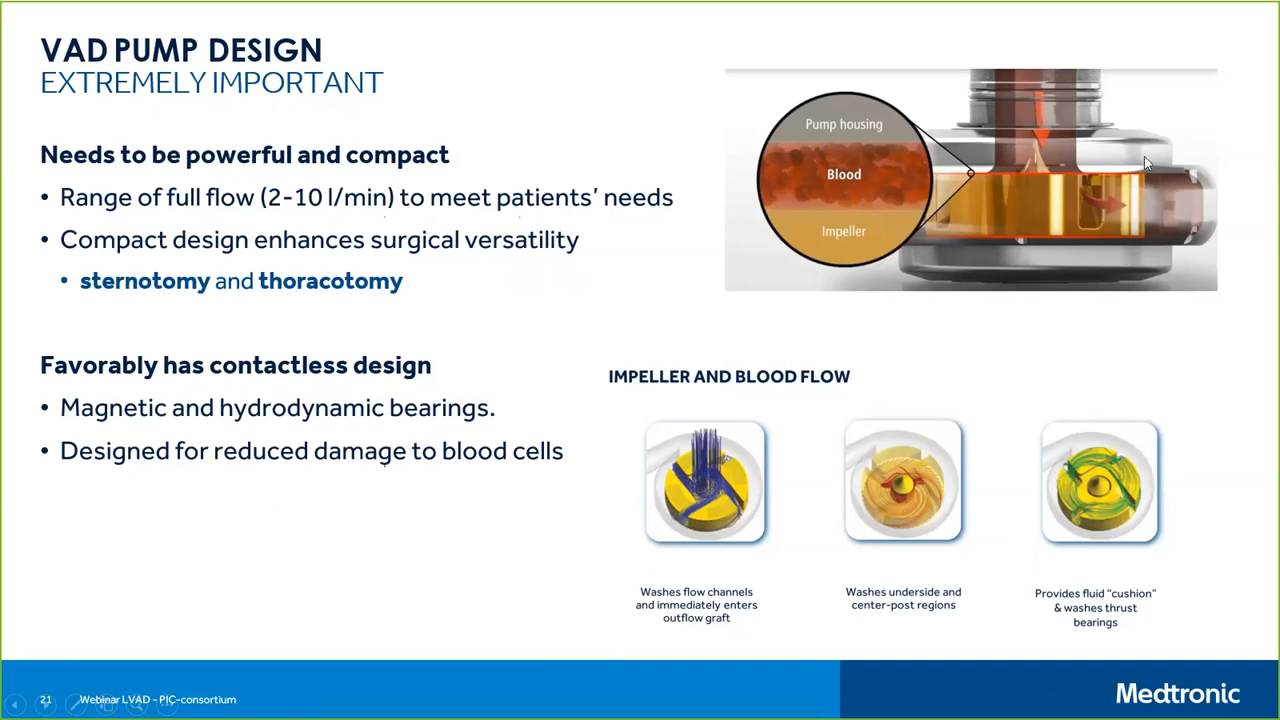 VAD PUMP DESIGN
EXTREMELY IMPORTANT
Needs to be powerful and compact
• Range of full flow (2-10 l/min) to meet patients’ needs
• Compact design enhances surgical versatility
• sternotomy and thoracotomy
Favorably has contactless design
• Magnetic and hydrodynamic bearings.
• Designed for reduced damage to blood cells
Pump housing
Blood
Impeller
IMPELLER AND BLOOD FLOW
Washes flow channels
and immediately enters
outflow graft
Washes underside and
center-post regions
Provides fluid “cushion”
& washes thrust
bearings
21
Webinar LVAD - PIC-consortium
Medtronic